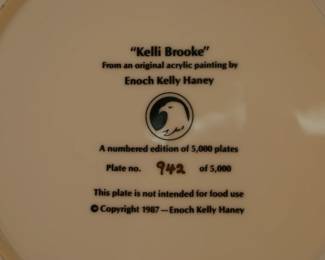 "Kelli Brooke"
From an original acrylic painting by
Enoch Kelly Haney
A numbered edition of 5,000 plates
Plate no. 942 of 5,000
This plate is not intended for food use
© Copyright 1987—Enoch Kelly Haney